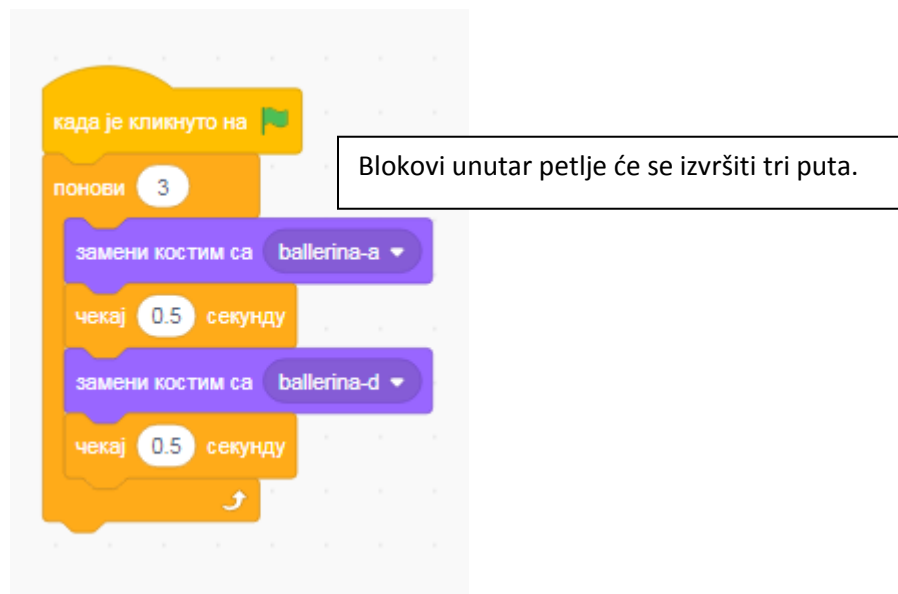 када је кликнуто на
Blokovi unutar petlje će se izvršiti tri puta.
понови 3
замени костим са ballerina-a
чекај 0.5 секунду
замени костим са ballerina-d
чекај 0.5 секунду